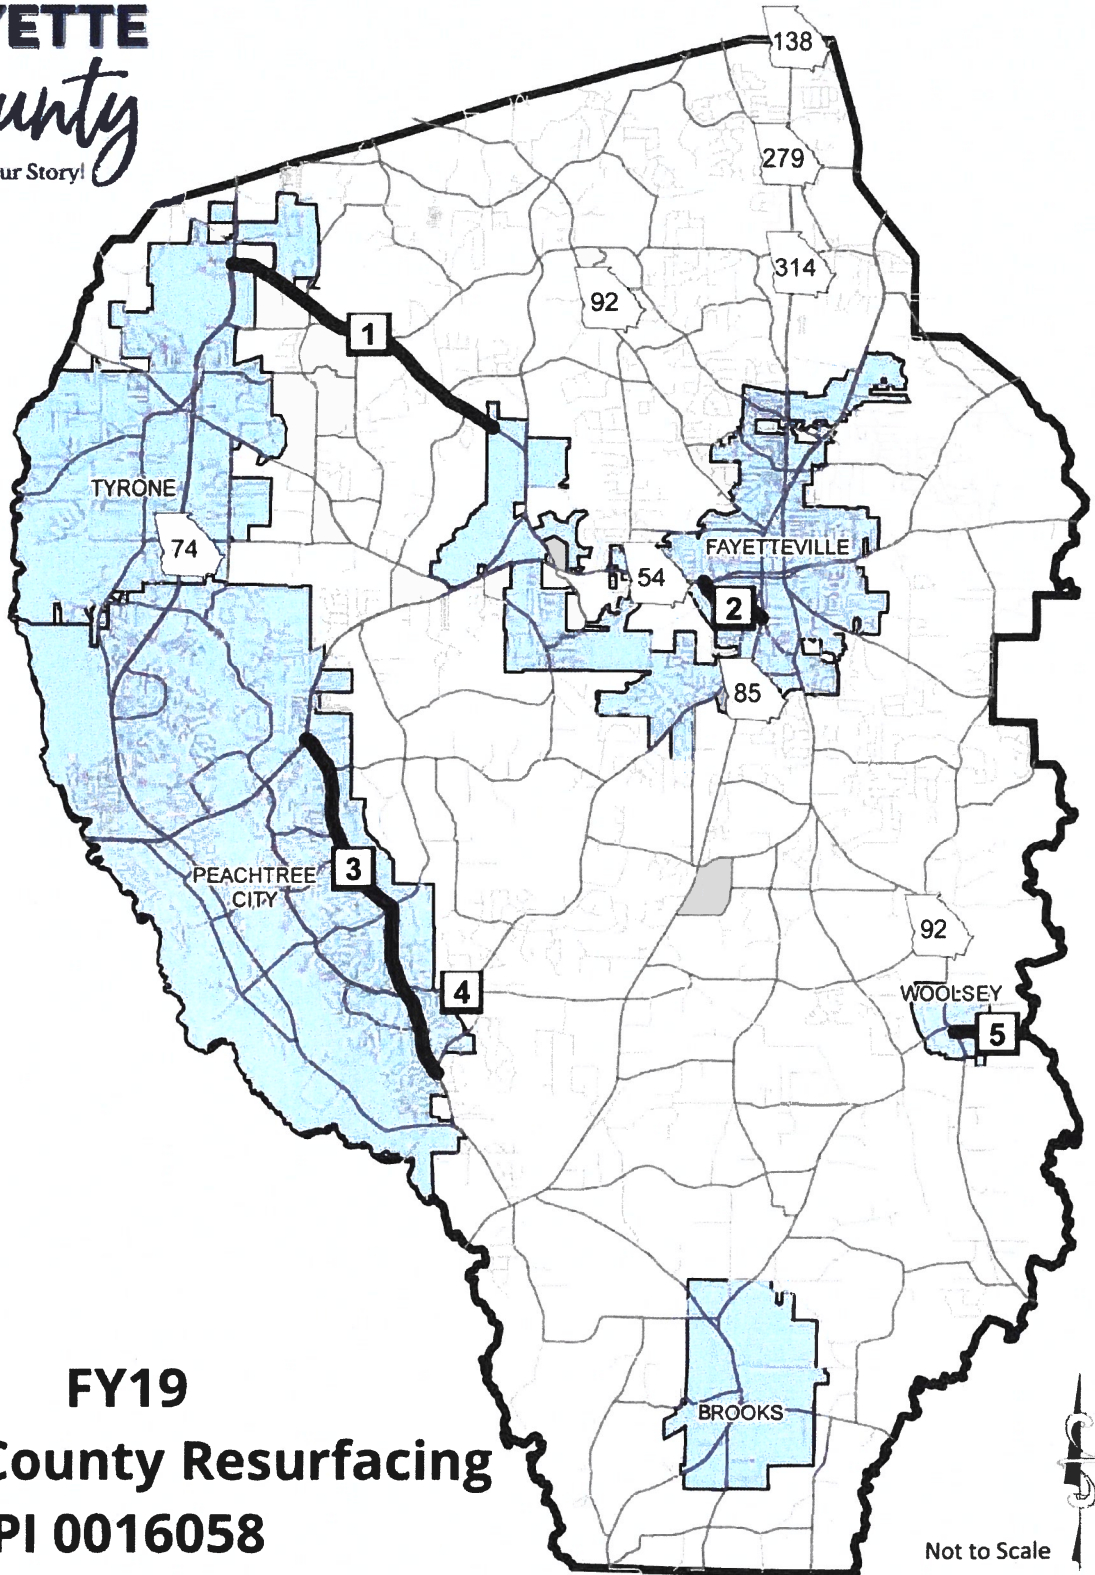 YETTE
unty
ur Story!
138
279
314
92
1
TYRONE
74
FAYETTEVILLE
54
2
85
3
PEACHTREE
CITY
92
4
WOOLSEY
5
BROOKS
FY19
County Resurfacing
PI 0016058
Not to Scale